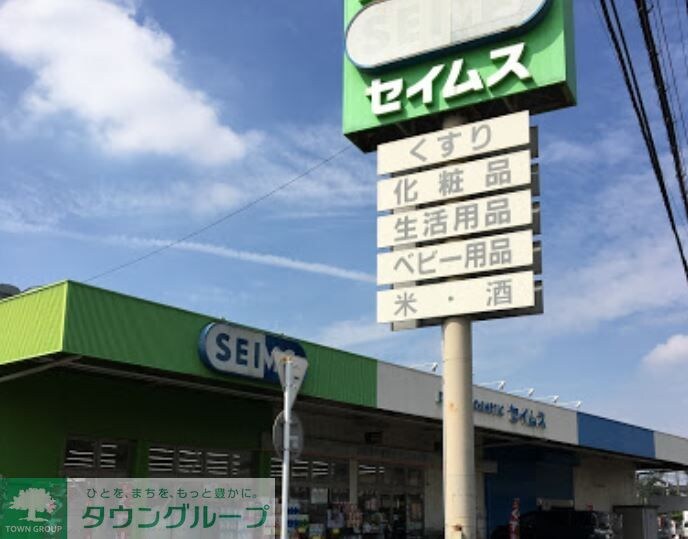 SEIMS
セイムス
くすり
化粧品
生活用品
ベビー用品
米・酒
SEIMS
セイムス
TOWN GROUP
ひとを、まちを、もっと豊かに。
タウングループ